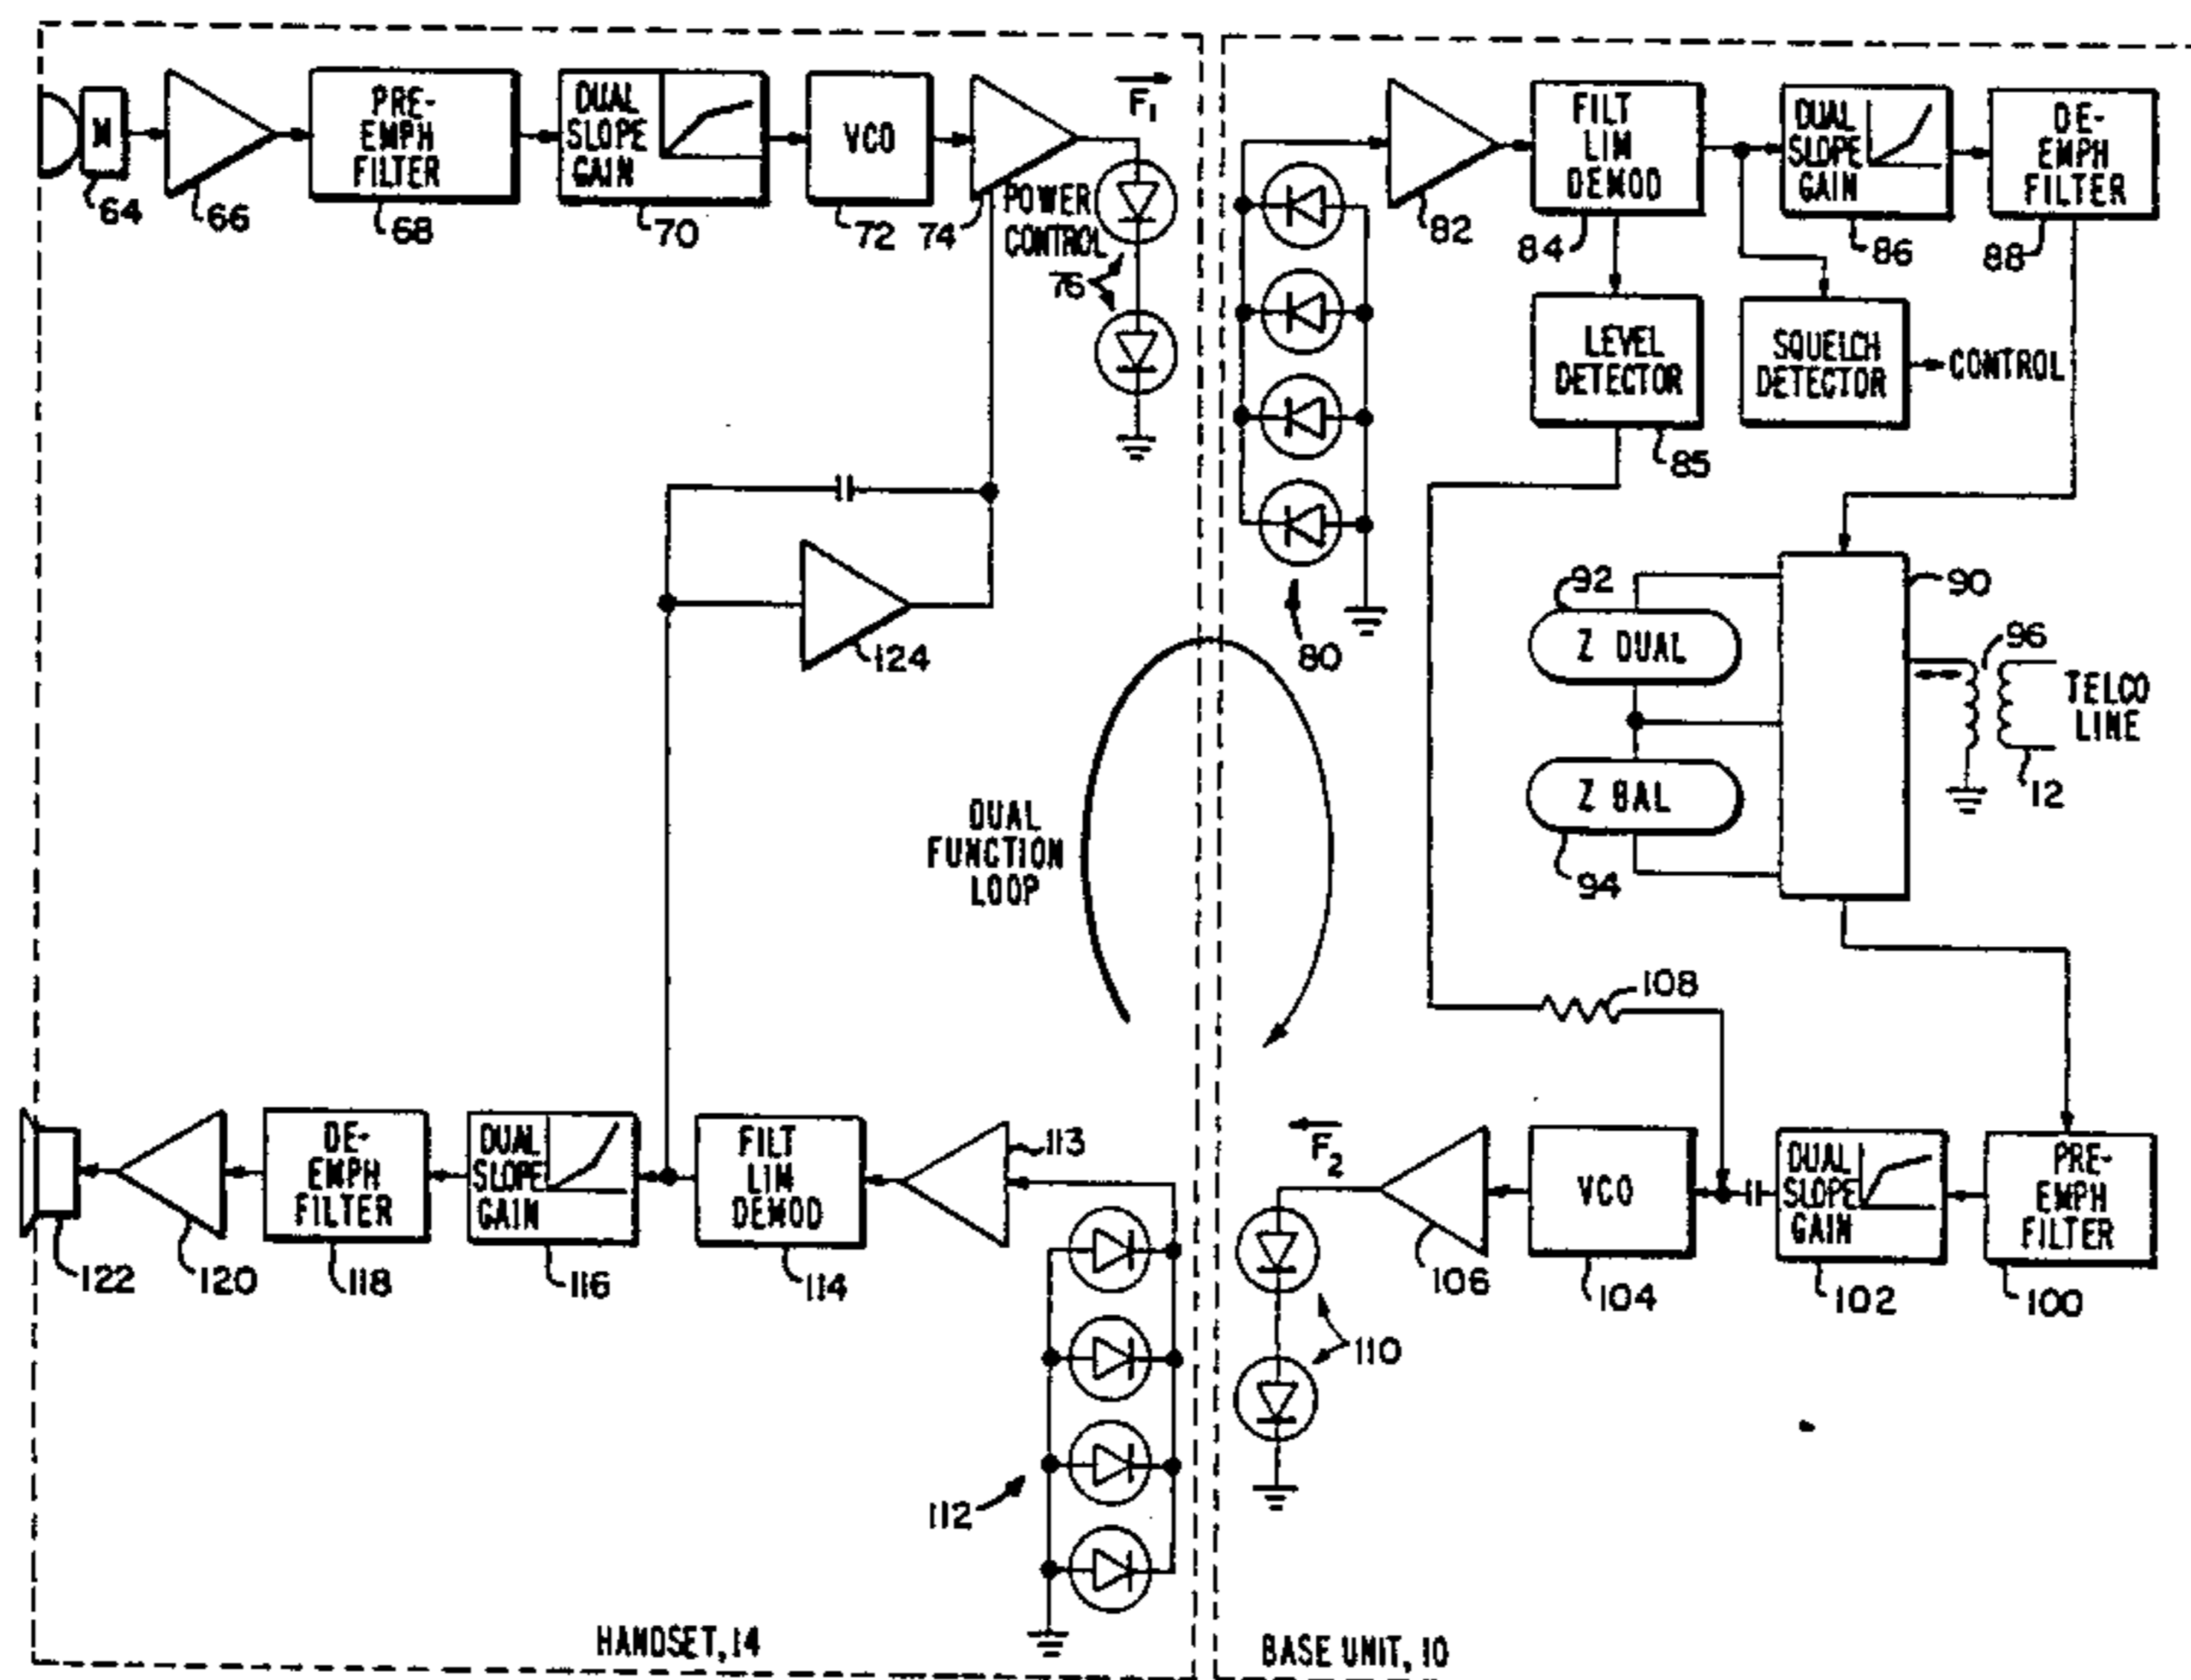 M
64
66
PRE-
EMPH
FILTER
68
DUAL
SLOPE
GAIN
70
VCO
72
74
F1
POWER
CONTROL
76
82
FILT
LIM
DEMOD
84
DUAL
SLOPE
GAIN
86
DE-
EMPH
FILTER
88
LEVEL
DETECTOR
85
SQUELCH
DETECTOR
CONTROL
80
124
92
Z DUAL
90
96
TELCO
LINE
12
Z BAL
94
DUAL
FUNCTION
LOOP
108
122
120
DE-
EMPH
FILTER
118
DUAL
SLOPE
GAIN
116
FILT
LIM
DEMOD
114
113
112
F2
110
106
VCO
104
DUAL
SLOPE
GAIN
102
PRE-
EMPH
FILTER
100
HANDSET, 14
BASE UNIT, 10